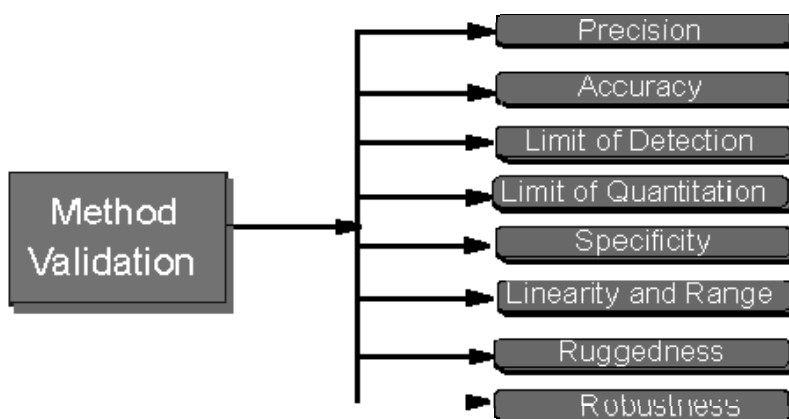 Method
Validation
Precision
Accuracy
Limit of Detection
Limit of Quantitation
Specificity
Linearity and Range
Ruggedness
Robustness